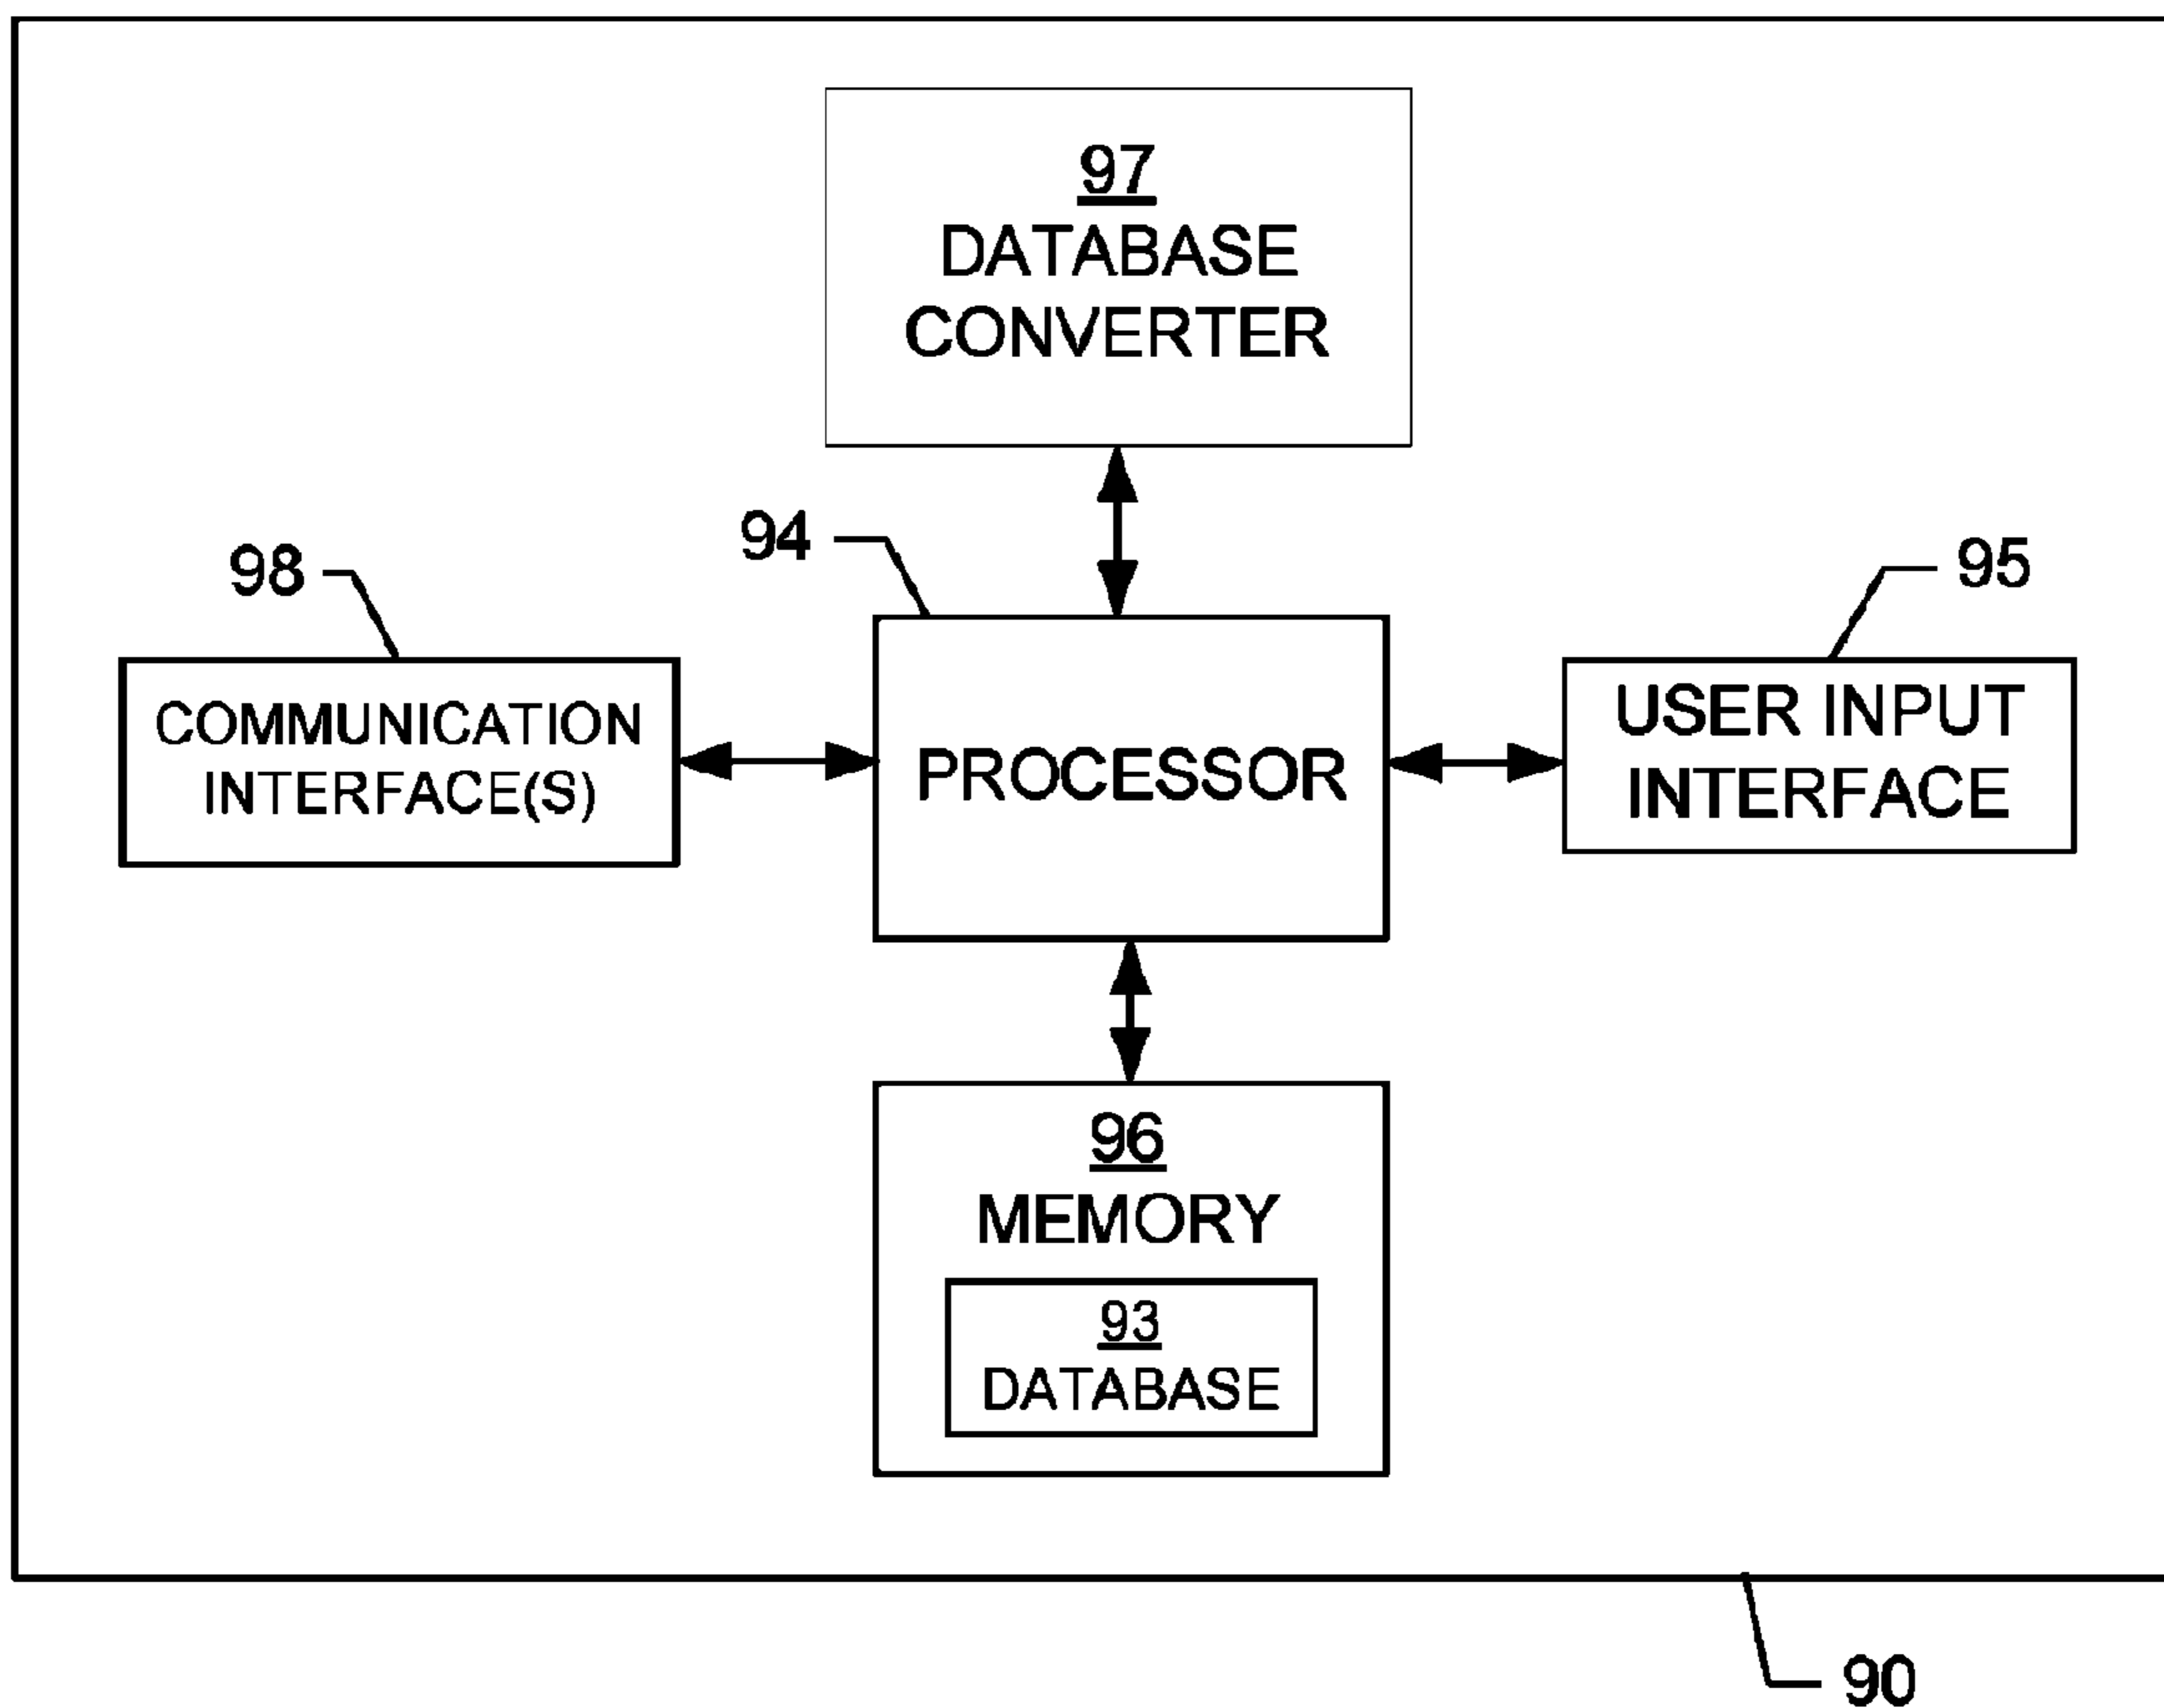 97
DATABASE
CONVERTER
94
98
95
COMMUNICATION
INTERFACE(S)
PROCESSOR
USER INPUT
INTERFACE
96
MEMORY
93
DATABASE
90